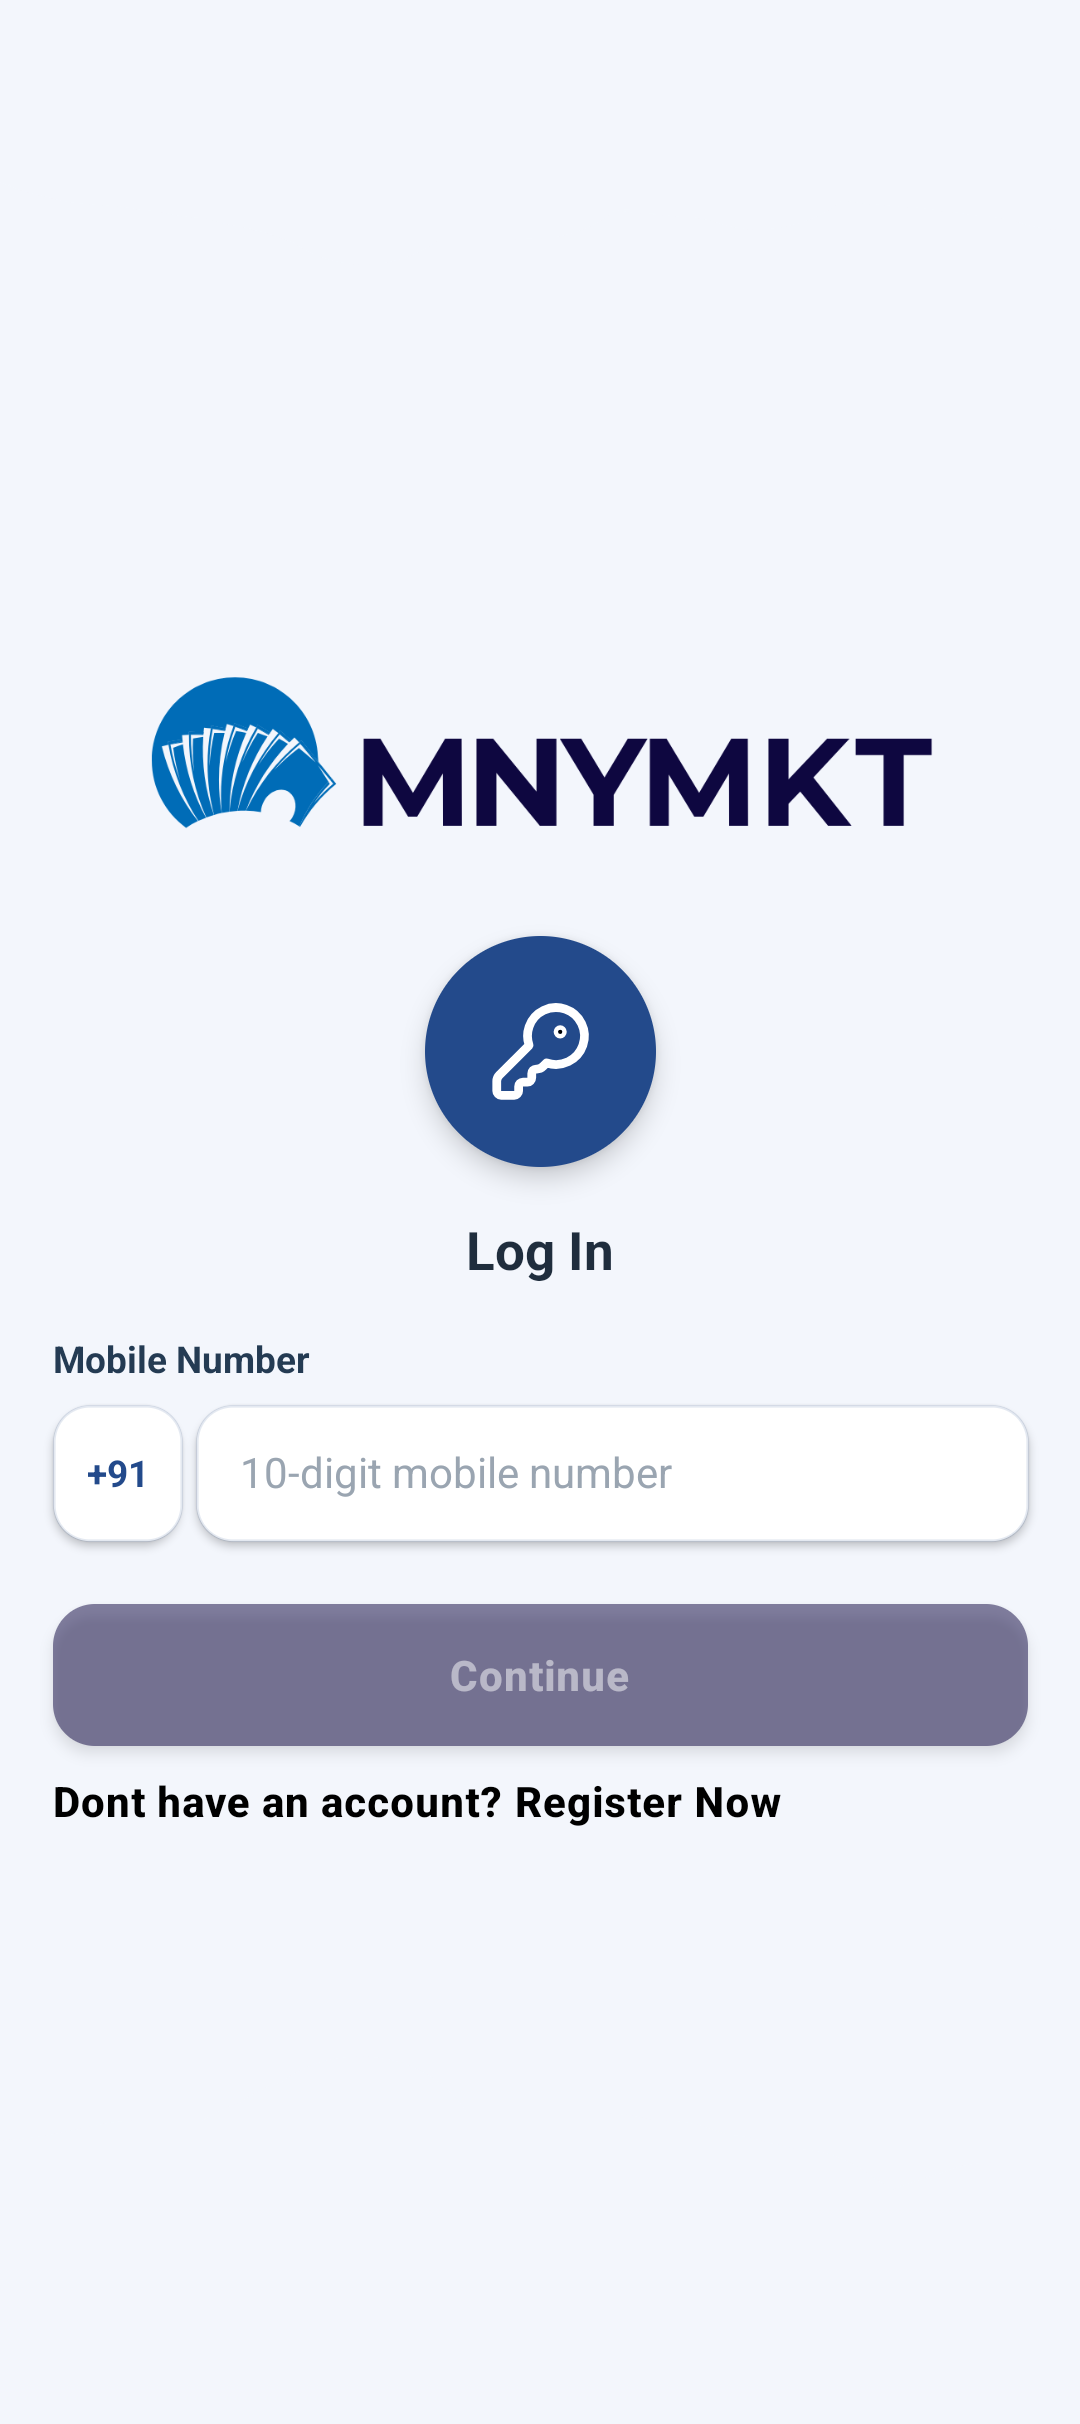 MNYMKT
Log In
Mobile Number
+91
10-digit mobile number
Continue
Dont have an account? Register Now